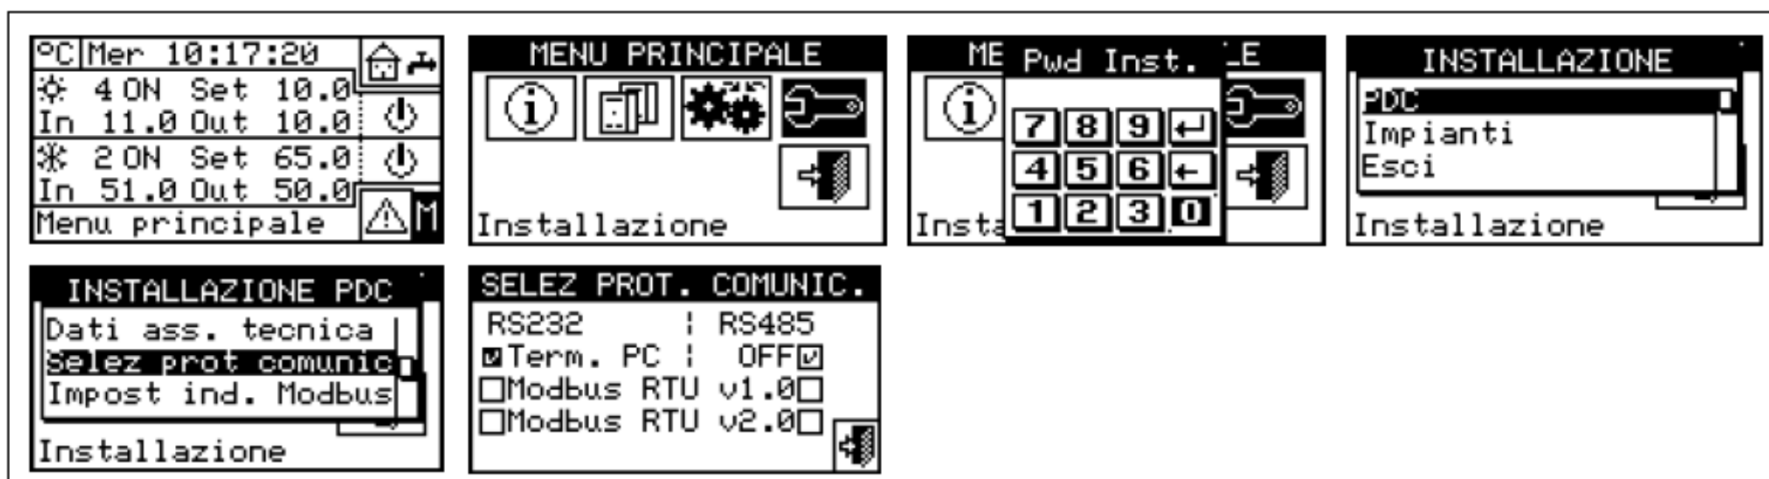 °C Mer 10:17:20
4 ON Set 10.0
In 11.0 Out 10.0
2 ON Set 65.0
In 51.0 Out 50.0
Menu principale M
MENU PRINCIPALE
i
Installazione
ME LE
Pwd Inst.
i
7 8 9
4 5 6
1 2 3 0
Insta
INSTALLAZIONE
PDC
Impianti
Esci
Installazione
INSTALLAZIONE PDC
Dati ass. tecnica
Selez prot comunic
Impost ind. Modbus
Installazione
SELEZ PROT. COMUNIC.
RS232 ¦ RS485
Term. PC ¦ OFF
Modbus RTU v1.0
Modbus RTU v2.0